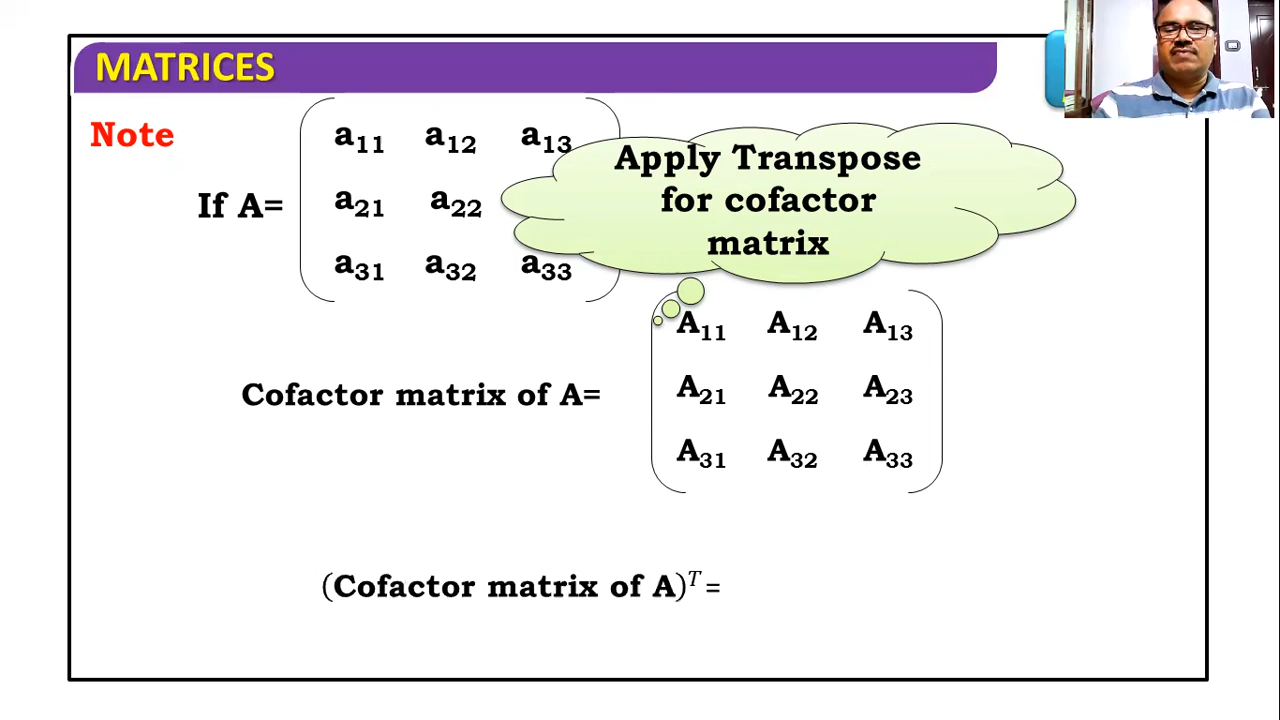 MATRICES
Note
If A=
a11 a12 a13
a21 a22
a31 a32 a33
Apply Transpose
for cofactor
matrix
Cofactor matrix of A=
A11 A12 A13
A21 A22 A23
A31 A32 A33
(Cofactor matrix of A)^T =